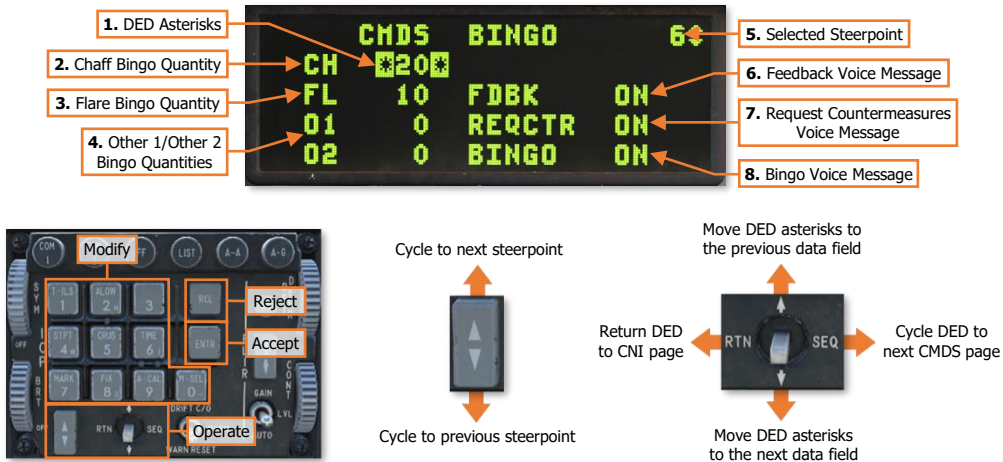 1. DED Asterisks
2. Chaff Bingo Quantity
3. Flare Bingo Quantity
4. Other 1/Other 2
Bingo Quantities
CMDS BINGO 6
CH *20*
FL 10 FDBK ON
O1 0 REQCTR ON
O2 0 BINGO ON
5. Selected Steerpoint
6. Feedback Voice Message
7. Request Countermeasures
Voice Message
8. Bingo Voice Message
COM
1
FF
LIST
A-A
A-G
Modify
T-ILS
1
ALOW
2
3
RCL
Reject
STPT
4
CRUS
5
TIME
6
ENTR
Accept
MARK
7
FIX
8
A-CAL
9
M-SEL
0
SYM
ICP
BRT
OFF
OFF
CONT
DRIFT C/O
RTN
SEQ
WARN RESET
GAIN
LVL
AUTO
Operate
Cycle to next steerpoint
Cycle to previous steerpoint
Move DED asterisks to
the previous data field
Return DED
to CNI page
RTN
SEQ
Cycle DED to
next CMDS page
Move DED asterisks
to the next data field